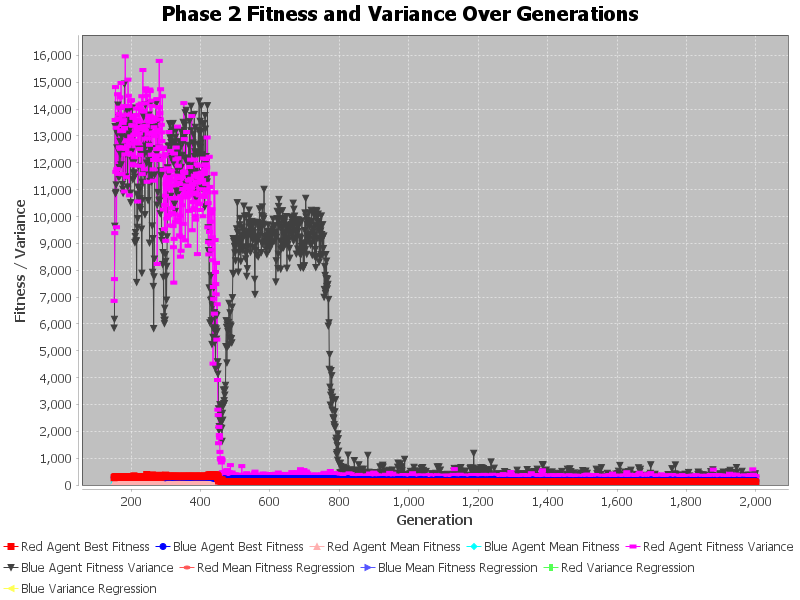 Phase 2 Fitness and Variance Over Generations
Fitness / Variance
16,000
15,000
14,000
13,000
12,000
11,000
10,000
9,000
8,000
7,000
6,000
5,000
4,000
3,000
2,000
1,000
0
200 400 600 800 1,000 1,200 1,400 1,600 1,800 2,000
Generation
Red Agent Best Fitness Blue Agent Best Fitness Red Agent Mean Fitness Blue Agent Mean Fitness Red Agent Fitness Variance
Blue Agent Fitness Variance Red Mean Fitness Regression Blue Mean Fitness Regression Red Variance Regression
Blue Variance Regression